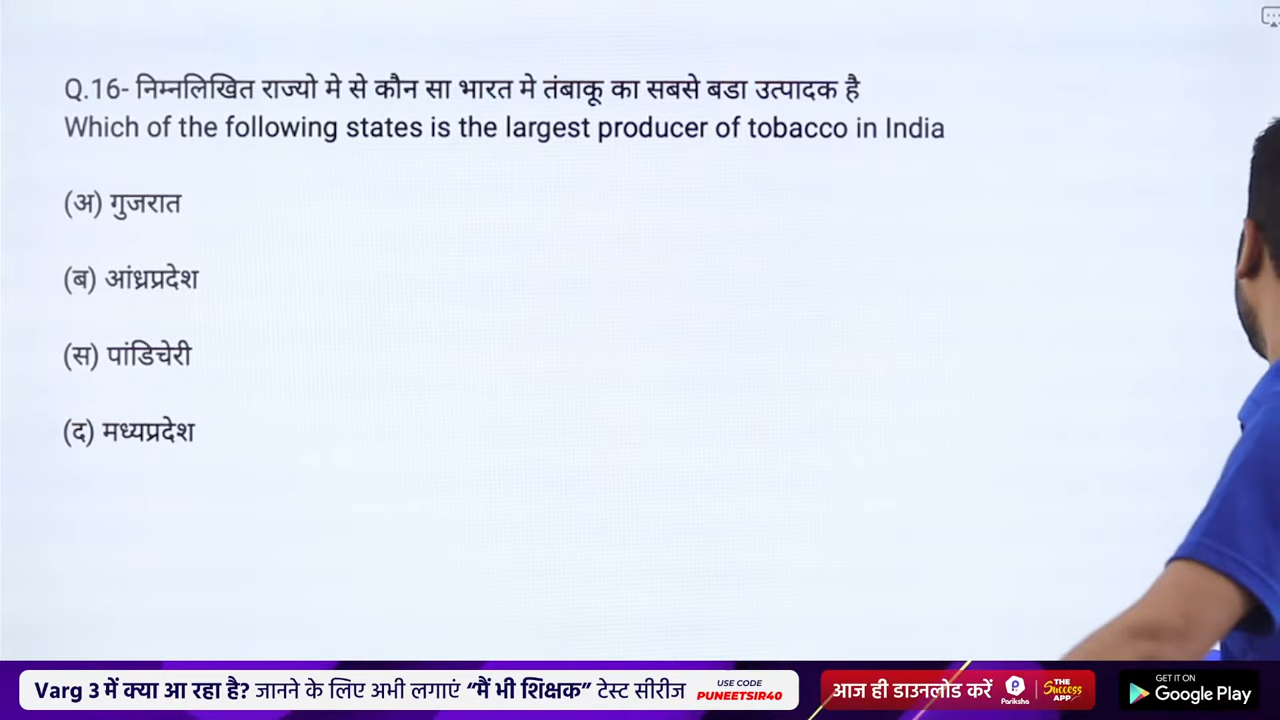 Q.16- निम्नलिखित राज्यो मे से कौन सा भारत मे तंबाकू का सबसे बडा उत्पादक है
Which of the following states is the largest producer of tobacco in India
(अ) गुजरात
(ब) आंध्रप्रदेश
(स) पांडिचेरी
(द) मध्यप्रदेश
Varg 3 में क्या आ रहा है? जानने के लिए अभी लगाएं “मैं भी शिक्षक” टेस्ट सीरीज
USE CODE
PUNEETSIR40
आज ही डाउनलोड करें
Pariksha
THE
Success
APP
GET IT ON
Google Play